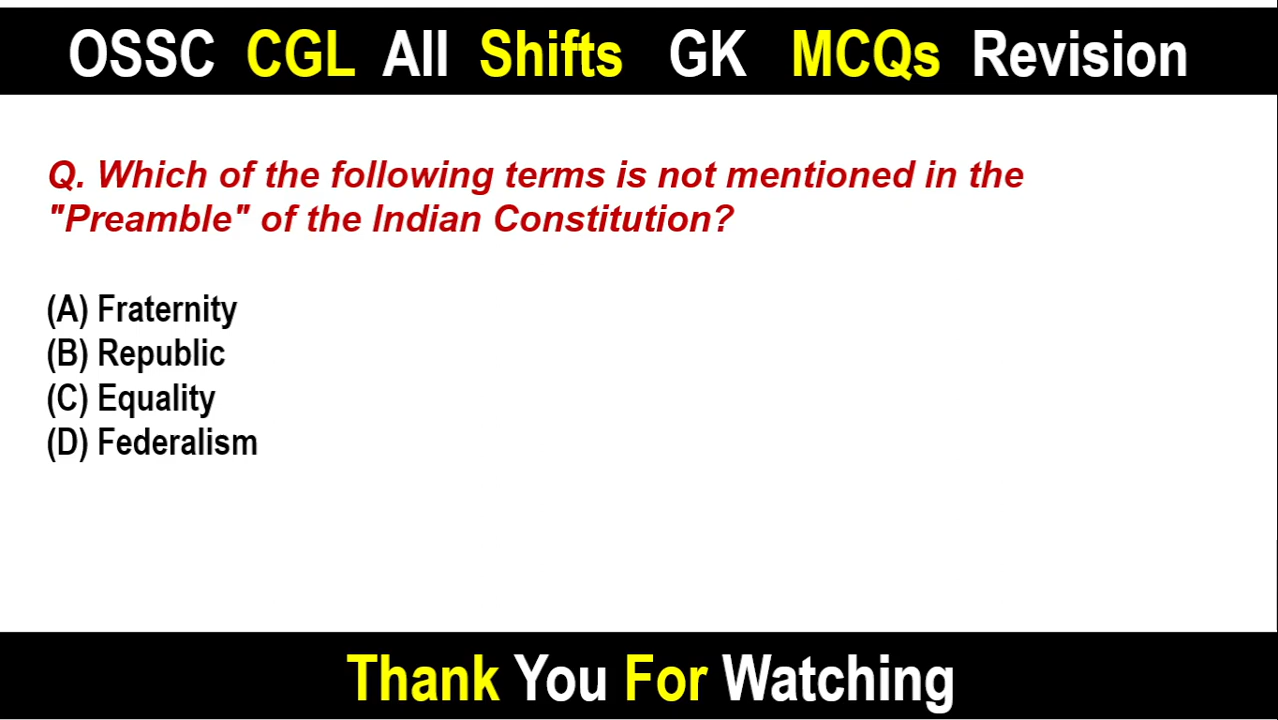 OSSC CGL All Shifts GK MCQs Revision
Q. Which of the following terms is not mentioned in the
"Preamble" of the Indian Constitution?
(A) Fraternity
(B) Republic
(C) Equality
(D) Federalism
Thank You For Watching